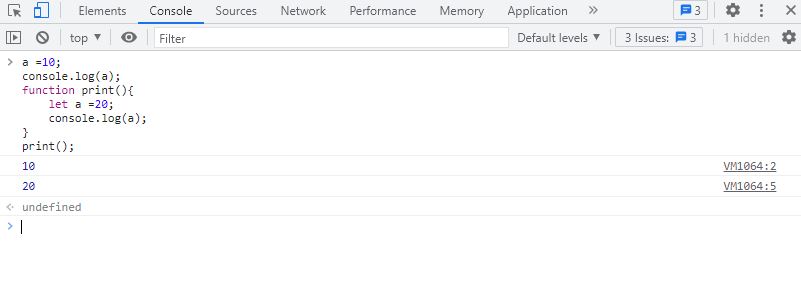 Elements Console Sources Network Performance Memory Application » 3
top ▼ Filter Default levels ▼ 3 Issues: 3 1 hidden
> a =10;
console.log(a);
function print(){
    let a =20;
    console.log(a);
}
print();
10 VM1064:2
20 VM1064:5
undefined
>